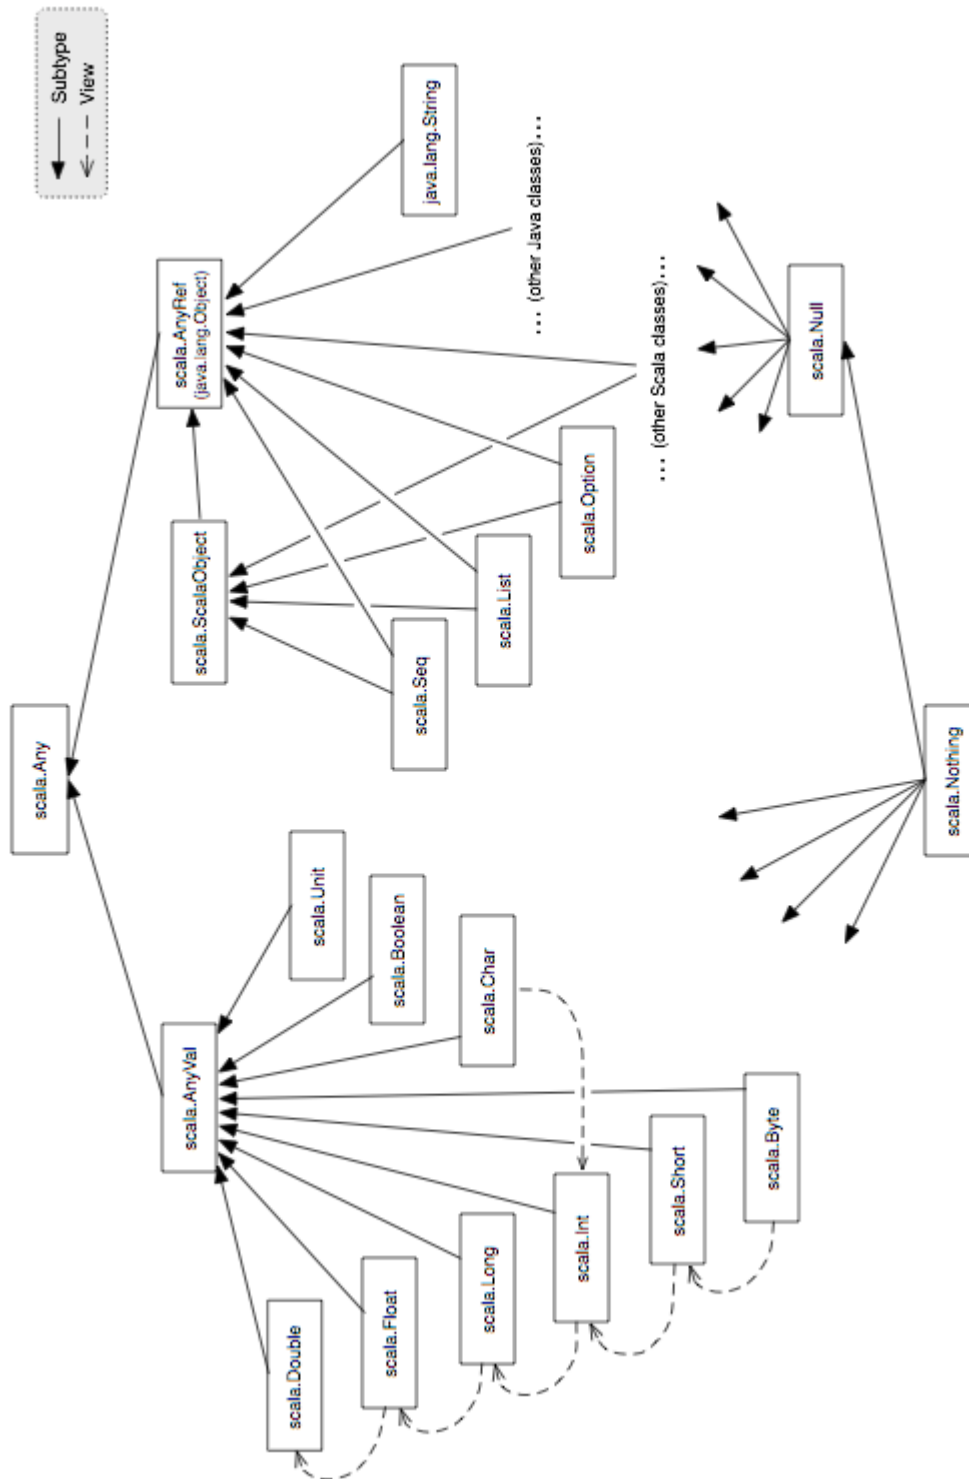 Subtype
View
scala.Any
scala.AnyVal
scala.AnyRef
(java.lang.Object)
scala.Double
scala.Float
scala.Long
scala.Int
scala.Short
scala.Byte
scala.Char
scala.Boolean
scala.Unit
scala.ScalaObject
scala.Seq
scala.List
scala.Option
java.lang.String
... (other Java classes)...
... (other Scala classes)...
scala.Null
scala.Nothing